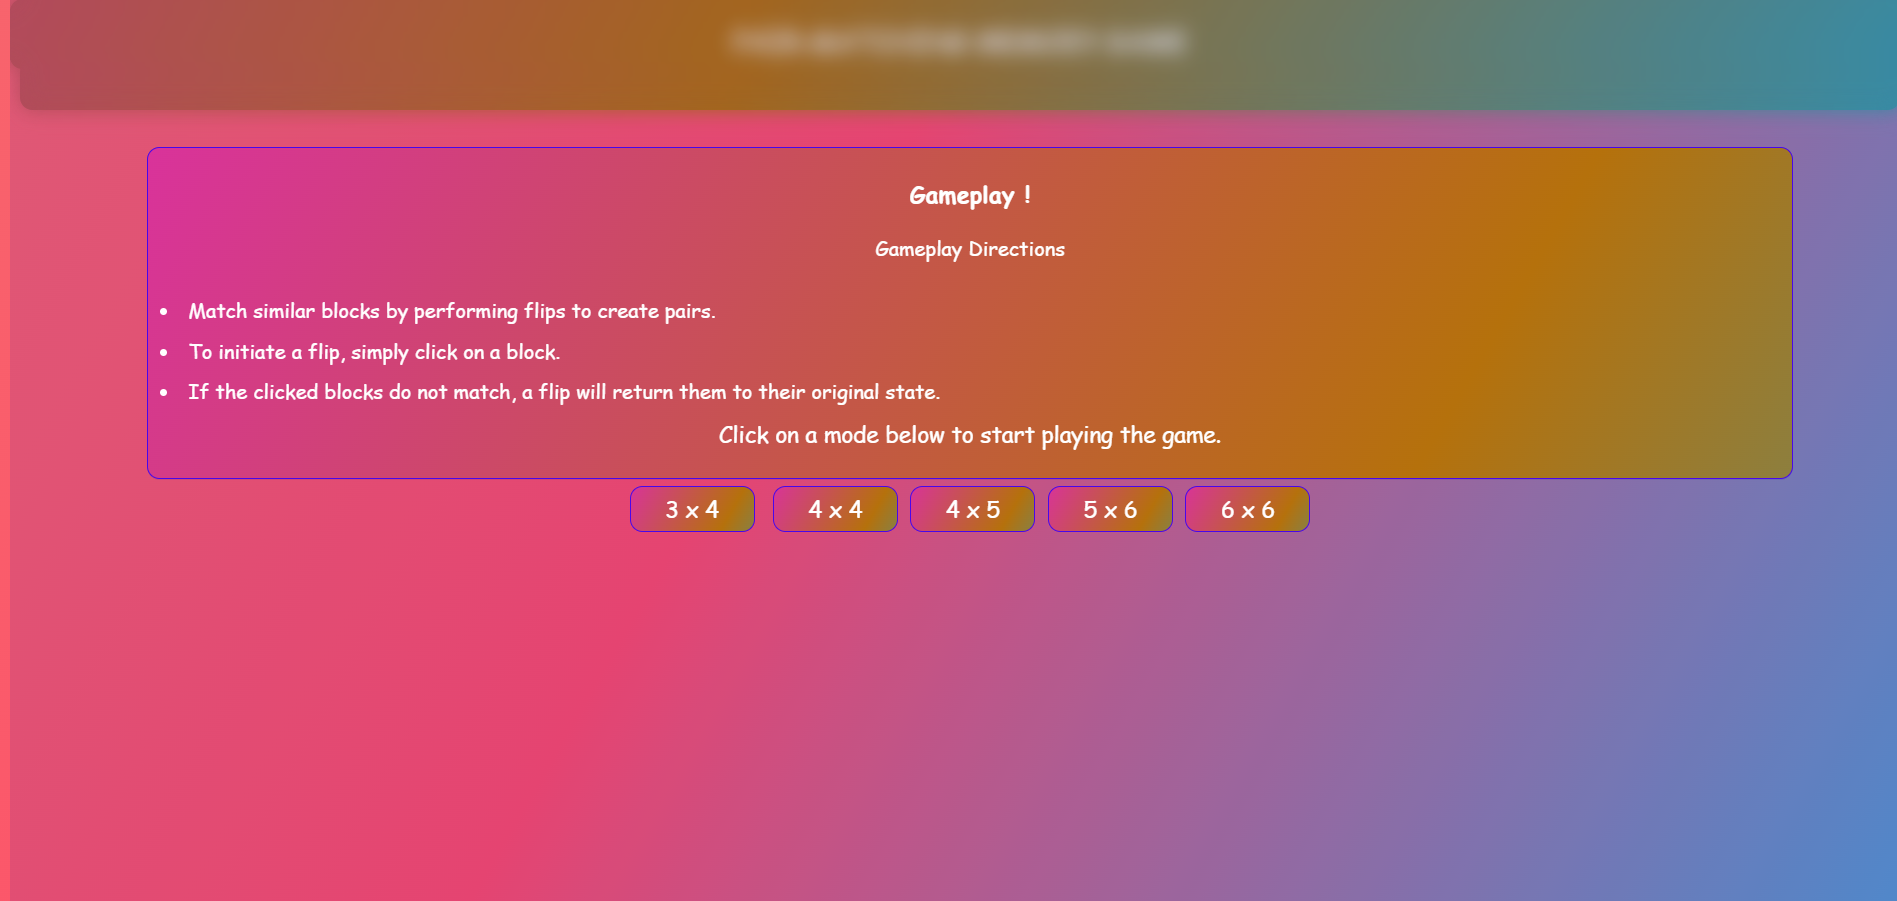 Gameplay !
Gameplay Directions
• Match similar blocks by performing flips to create pairs.
• To initiate a flip, simply click on a block.
• If the clicked blocks do not match, a flip will return them to their original state.
Click on a mode below to start playing the game.
3 x 4 4 x 4 4 x 5 5 x 6 6 x 6